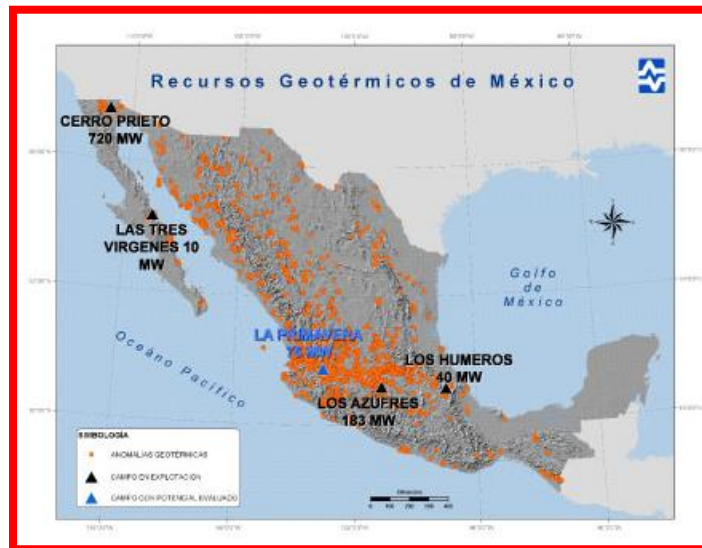 Recursos Geotérmicos de México
CERRO PRIETO
720 MW
LAS TRES
VIRGENES 10
MW
Golfo
de
México
LA PRIMAVERA
75 MW
Océano Pacífico
LOS HUMEROS
40 MW
LOS AZUFRES
183 MW
SIMBOLOGÍA
ANOMALIAS GEOTÉRMICAS
CAMPO EN EXPLOTACION
CAMPO CON POTENCIAL EVALUADO